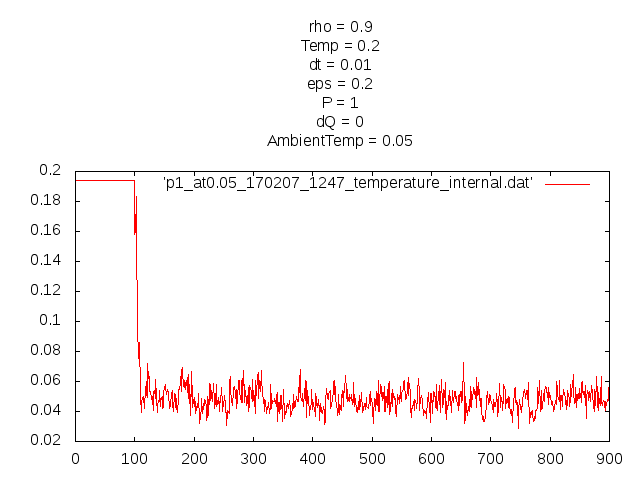 rho = 0.9
Temp = 0.2
dt = 0.01
eps = 0.2
P = 1
dQ = 0
AmbientTemp = 0.05
'p1_at0.05_170207_1247_temperature_internal.dat'
0.2
0.18
0.16
0.14
0.12
0.1
0.08
0.06
0.04
0.02
0 100 200 300 400 500 600 700 800 900